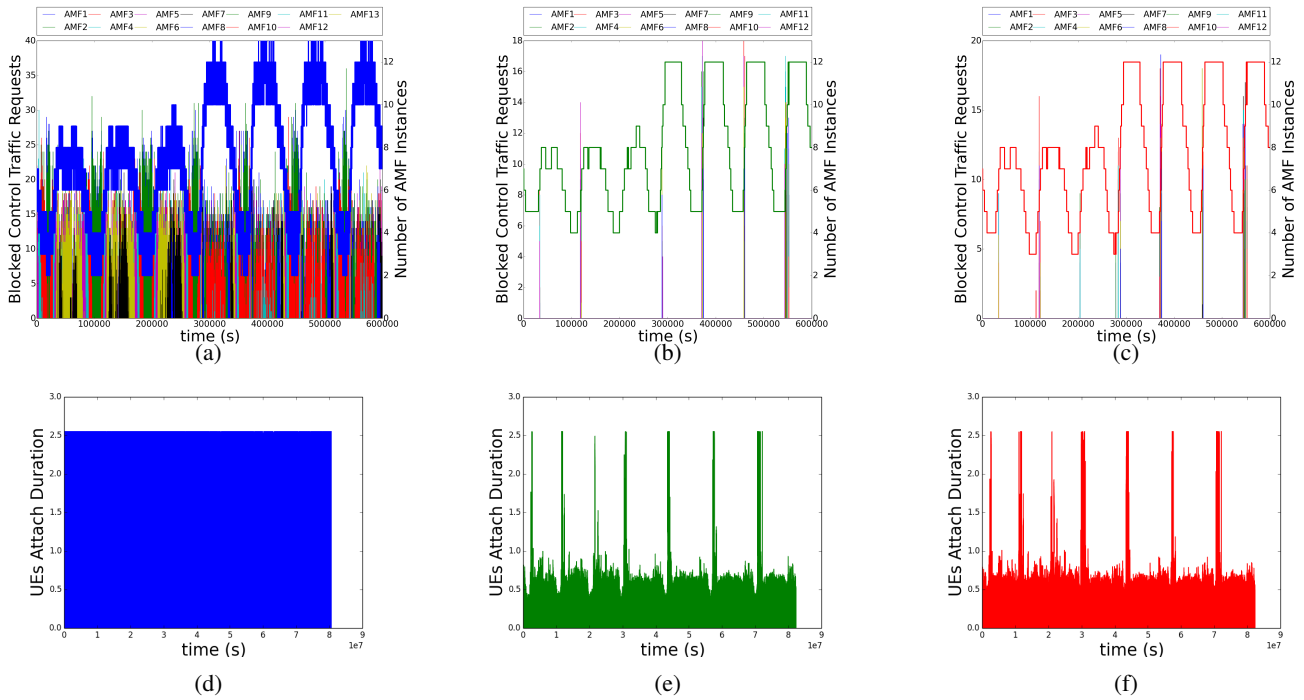 AMF1 AMF3 AMF5 AMF7 AMF9 AMF11 AMF13
AMF2 AMF4 AMF6 AMF8 AMF10 AMF12
Blocked Control Traffic Requests
40
35
30
25
20
15
10
5
0
12
10
8
6
4
2
0
Number of AMF Instances
0 100000 200000 300000 400000 500000 600000
time (s)
(a)
AMF1 AMF3 AMF5 AMF7 AMF9 AMF11
AMF2 AMF4 AMF6 AMF8 AMF10 AMF12
Blocked Control Traffic Requests
18
16
14
12
10
8
6
4
2
0
12
10
8
6
4
2
0
Number of AMF Instances
0 100000 200000 300000 400000 500000 600000
time (s)
(b)
AMF1 AMF3 AMF5 AMF7 AMF9 AMF11
AMF2 AMF4 AMF6 AMF8 AMF10 AMF12
Blocked Control Traffic Requests
20
15
10
5
0
12
10
8
6
4
2
0
Number of AMF Instances
0 100000 200000 300000 400000 500000 600000
time (s)
(c)
UEs Attach Duration
3.0
2.5
2.0
1.5
1.0
0.5
0.0
0 1 2 3 4 5 6 7 8 9
1e7
time (s)
(d)
UEs Attach Duration
3.0
2.5
2.0
1.5
1.0
0.5
0.0
0 1 2 3 4 5 6 7 8 9
1e7
time (s)
(e)
UEs Attach Duration
3.0
2.5
2.0
1.5
1.0
0.5
0.0
0 1 2 3 4 5 6 7 8 9
1e7
time (s)
(f)